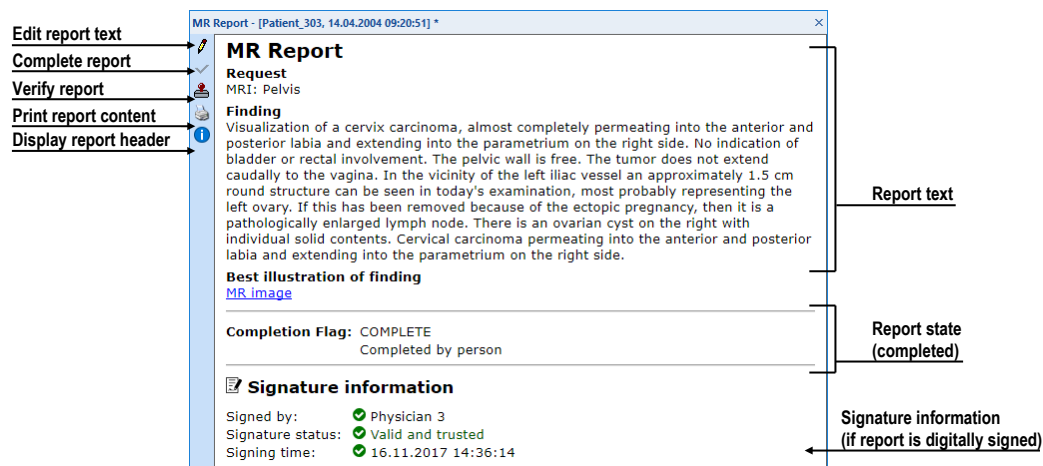 MR Report - [Patient_303, 14.04.2004 09:20:51] *
Edit report text
Complete report
Verify report
Print report content
Display report header
MR Report
Request
MRI: Pelvis
Finding
Visualization of a cervix carcinoma, almost completely permeating into the anterior and
posterior labia and extending into the parametrium on the right side. No indication of
bladder or rectal involvement. The pelvic wall is free. The tumor does not extend
caudally to the vagina. In the vicinity of the left iliac vessel an approximately 1.5 cm
round structure can be seen in today's examination, most probably representing the
left ovary. If this has been removed because of the ectopic pregnancy, then it is a
pathologically enlarged lymph node. There is an ovarian cyst on the right with
individual solid contents. Cervical carcinoma permeating into the anterior and posterior
labia and extending into the parametrium on the right side.
Best illustration of finding
MR image
Report text
Completion Flag: COMPLETE
Completed by person
Report state
(completed)
Signature information
Signed by: Physician 3
Signature status: Valid and trusted
Signing time: 16.11.2017 14:36:14
Signature information
(if report is digitally signed)